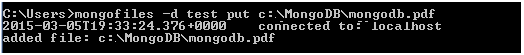 C:\Users>mongofiles -d test put c:\MongoDB\mongodb.pdf
2015-03-05T19:33:24.376+0000    connected to: localhost
added file: c:\MongoDB\mongodb.pdf